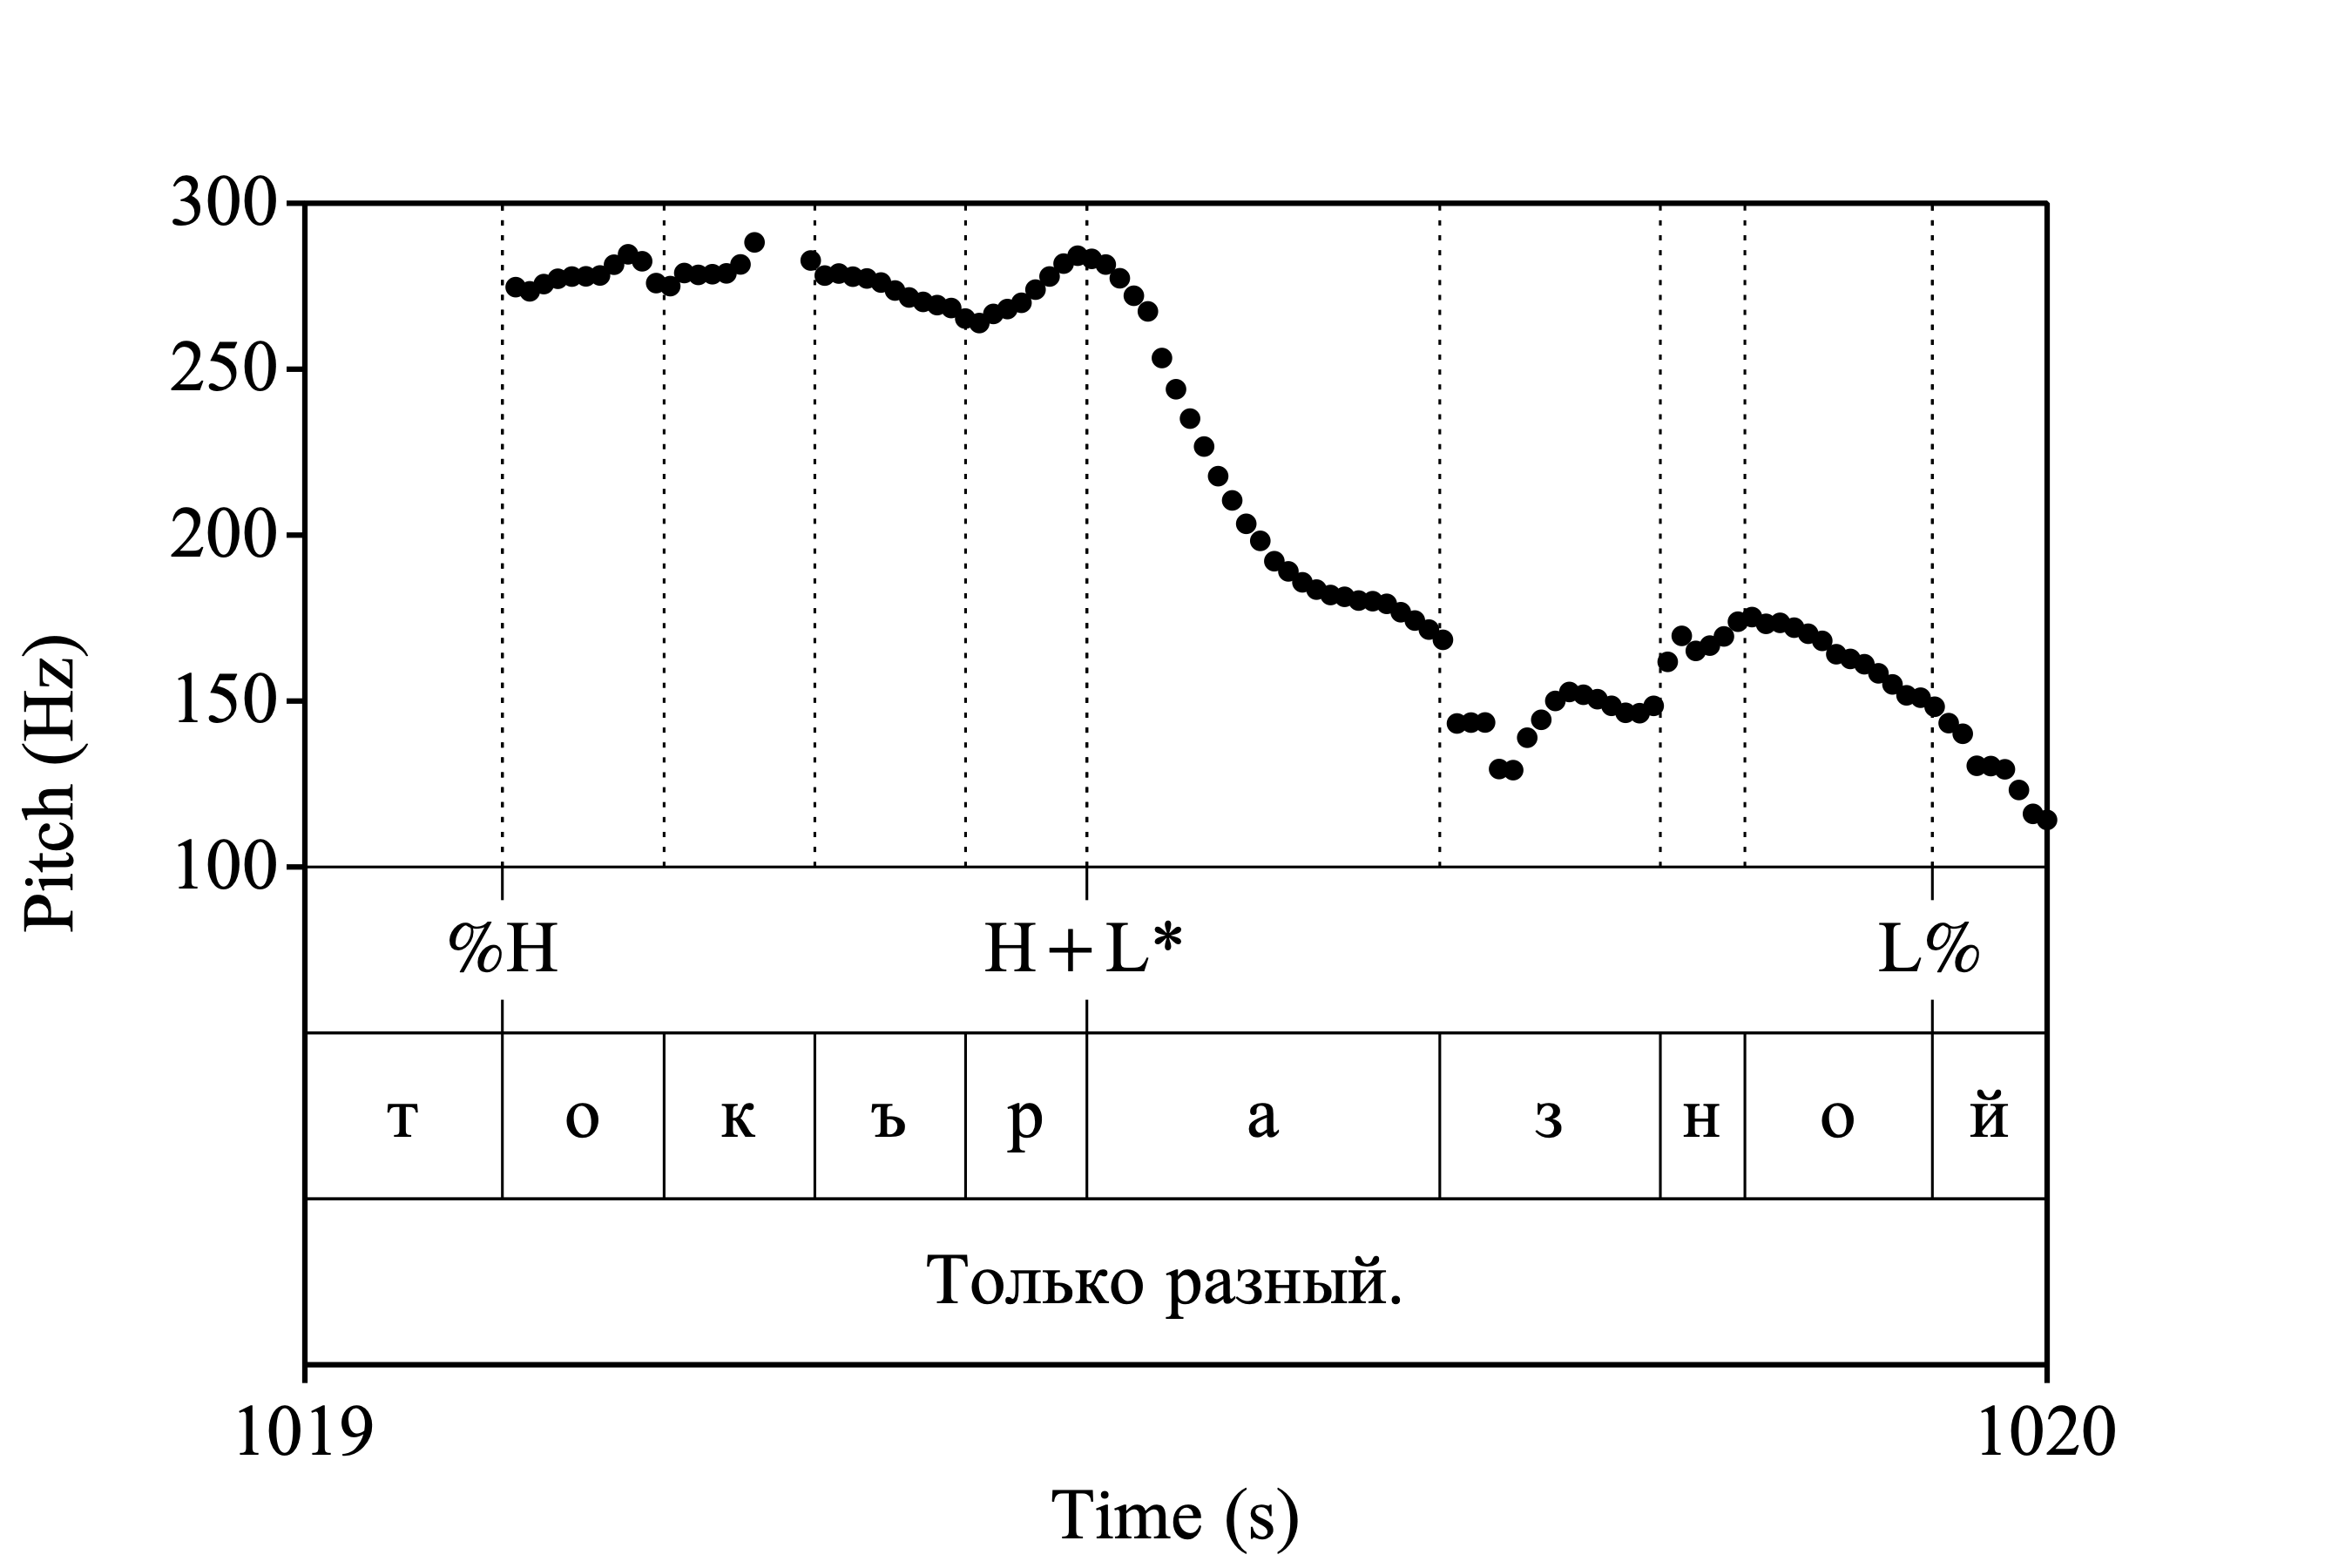 300
250
200
150
100
Pitch (Hz)
%H H+L* L%
т о к ъ р а з н о й
Только разный.
1019 1020
Time (s)